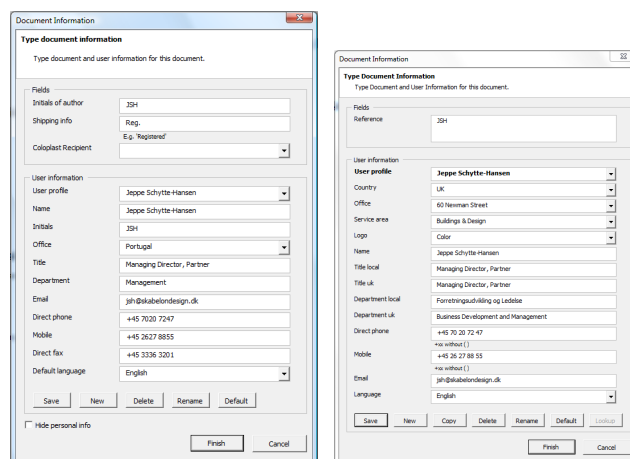 Document Information
Type document information
Type document and user information for this document.
Fields
Initials of author JSH
Shipping info Reg.
E.g. 'Registered'
Coloplast Recipient
User information
User profile Jeppe Schytte-Hansen
Name Jeppe Schytte-Hansen
Initials JSH
Office Portugal
Title Managing Director, Partner
Department Management
Email jsh@skabelondesign.dk
Direct phone +45 7020 7247
Mobile +45 2627 8855
Direct fax +45 3336 3201
Default language English
Save New Delete Rename Default
Hide personal info
Finish Cancel
Document Information
Type Document Information
Type Document and User Information for this document.
Fields
Reference JSH
User information
User profile Jeppe Schytte-Hansen
Country UK
Office 60 Newman Street
Service area Buildings & Design
Logo Color
Name Jeppe Schytte-Hansen
Title local Managing Director, Partner
Title uk Managing Director, Partner
Department local Forretningsudvikling og Ledelse
Department uk Business Development and Management
Direct phone +45 70 20 72 47
+xx without ( )
Mobile +45 26 27 88 55
+xx without ( )
Email jsh@skabelondesign.dk
Language English
Save New Copy Delete Rename Default Lookup
Finish Cancel